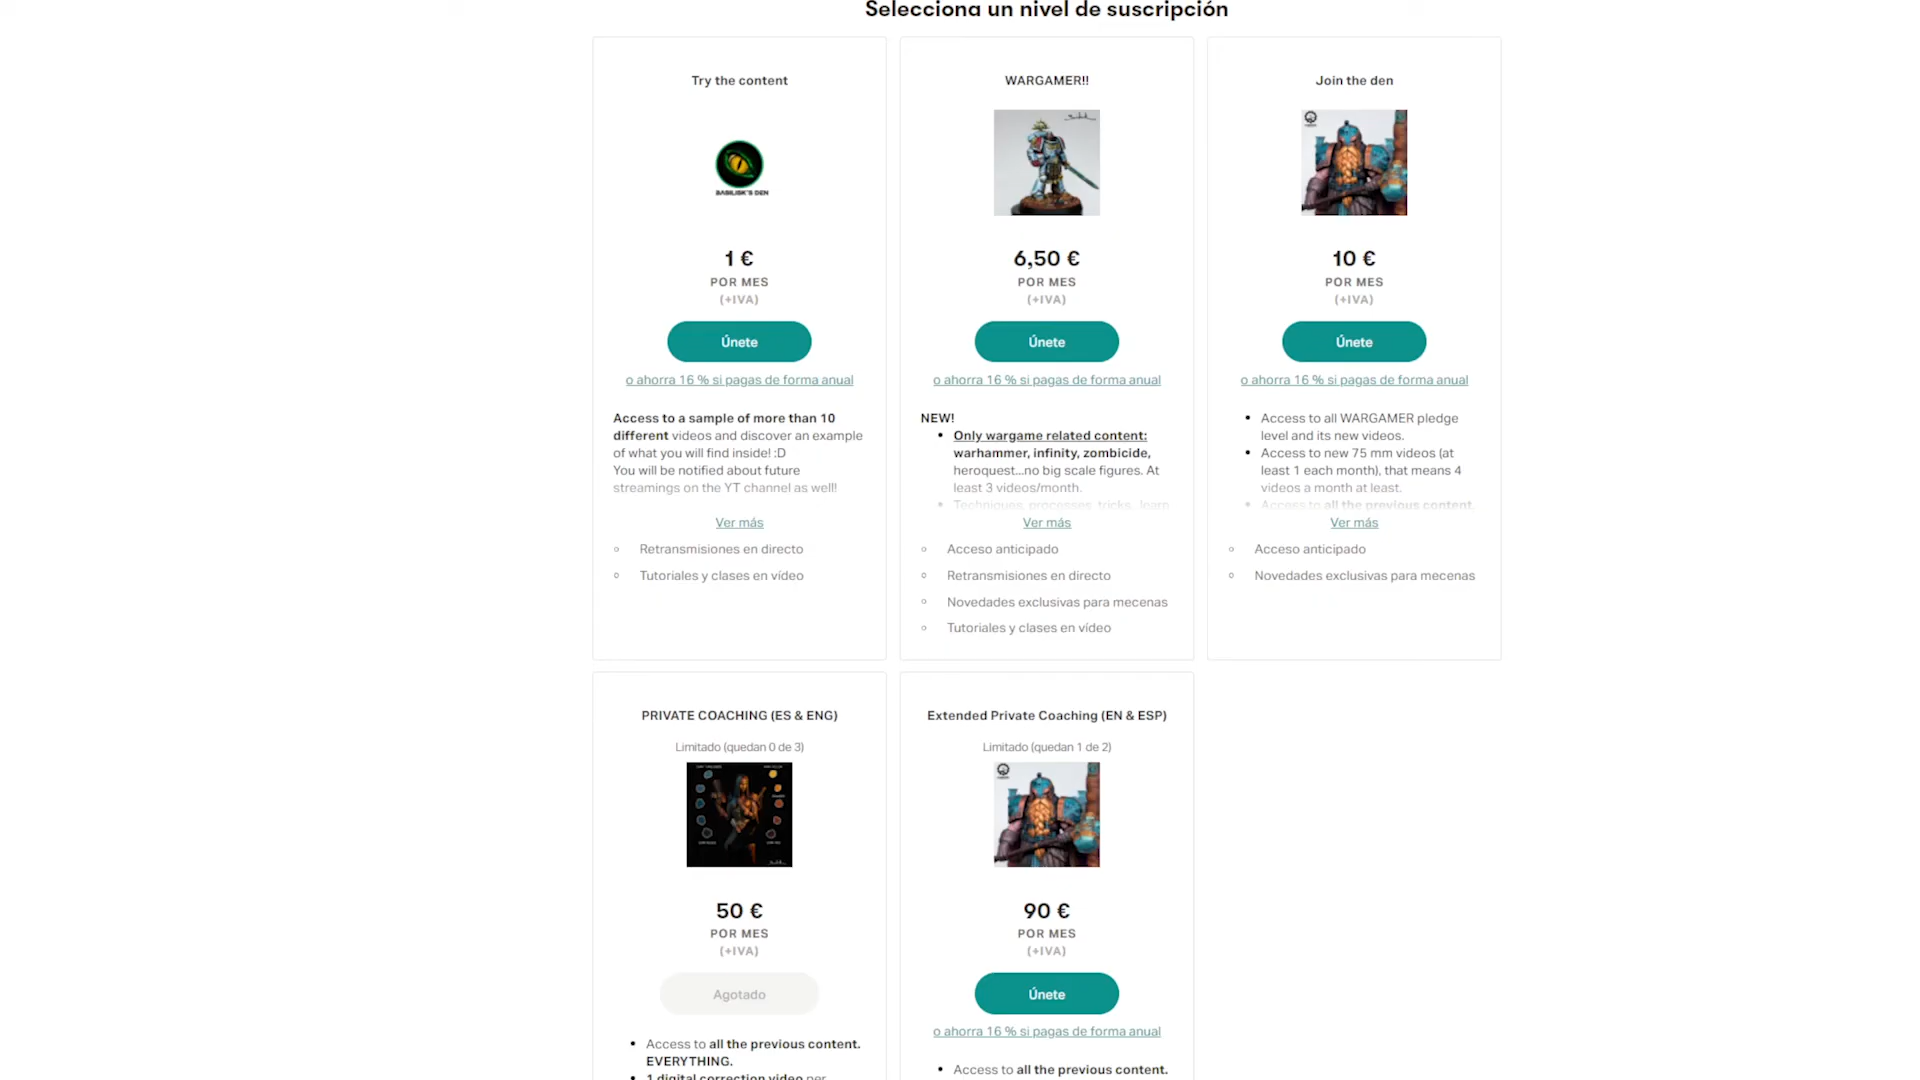 Selecciona un nivel de suscripción
Try the content
BASILISK'S DEN
1 €
POR MES
(+IVA)
Únete
o ahorra 16 % si pagas de forma anual
Access to a sample of more than 10
different videos and discover an example
of what you will find inside! :D
You will be notified about future
streamings on the YT channel as well!
Ver más
Retransmisiones en directo
Tutoriales y clases en vídeo
WARGAMER!!
6,50 €
POR MES
(+IVA)
Únete
o ahorra 16 % si pagas de forma anual
NEW!
Only wargame related content:
warhammer, infinity, zombicide,
heroquest...no big scale figures. At
least 3 videos/month.
Techniques, processes, tricks, learn
Ver más
Acceso anticipado
Retransmisiones en directo
Novedades exclusivas para mecenas
Tutoriales y clases en vídeo
Join the den
10 €
POR MES
(+IVA)
Únete
o ahorra 16 % si pagas de forma anual
Access to all WARGAMER pledge
level and its new videos.
Access to new 75 mm videos (at
least 1 each month), that means 4
videos a month at least.
Access to all the previous content.
Ver más
Acceso anticipado
Novedades exclusivas para mecenas
PRIVATE COACHING (ES & ENG)
Limitado (quedan 0 de 3)
50 €
POR MES
(+IVA)
Agotado
Access to all the previous content.
EVERYTHING.
1 digital correction video per
Extended Private Coaching (EN & ESP)
Limitado (quedan 1 de 2)
90 €
POR MES
(+IVA)
Únete
o ahorra 16 % si pagas de forma anual
Access to all the previous content.